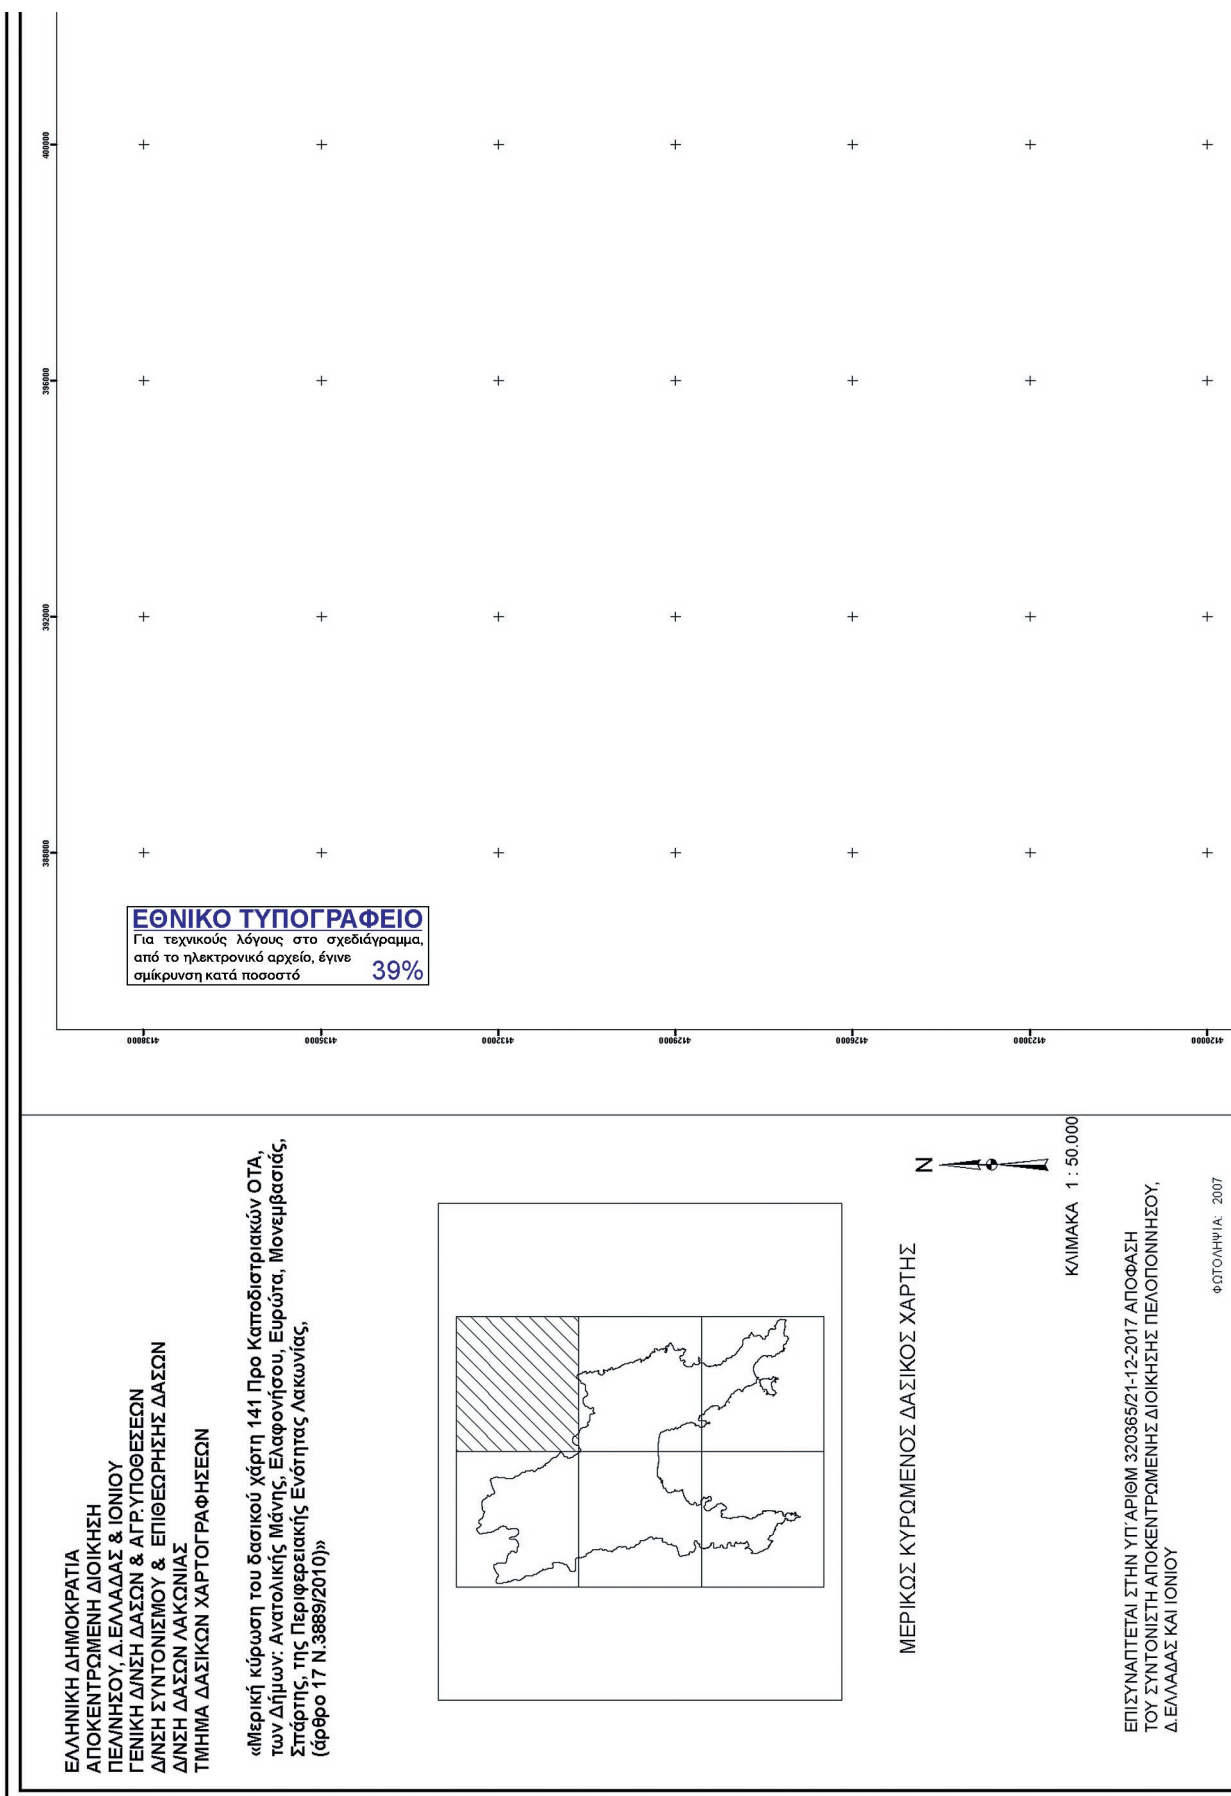 ΕΛΛΗΝΙΚΗ ΔΗΜΟΚΡΑΤΙΑ
ΑΠΟΚΕΝΤΡΩΜΕΝΗ ΔΙΟΙΚΗΣΗ
ΠΕΛ/ΝΗΣΟΥ, Δ.ΕΛΛΑΔΑΣ & ΙΟΝΙΟΥ
ΓΕΝΙΚΗ Δ/ΝΣΗ ΔΑΣΩΝ & ΑΓΡ.ΥΠΟΘΕΣΕΩΝ
Δ/ΝΣΗ ΣΥΝΤΟΝΙΣΜΟΥ & ΕΠΙΘΕΩΡΗΣΗΣ ΔΑΣΩΝ
Δ/ΝΣΗ ΔΑΣΩΝ ΛΑΚΩΝΙΑΣ
ΤΜΗΜΑ ΔΑΣΙΚΩΝ ΧΑΡΤΟΓΡΑΦΗΣΕΩΝ
«Μερική κύρωση του δασικού χάρτη 141 Προ Καποδιστριακών ΟΤΑ,
των Δήμων: Ανατολικής Μάνης, Ελαφονήσου, Ευρώτα, Μονεμβασιάς,
Σπάρτης, της Περιφερειακής Ενότητας Λακωνίας,
(άρθρο 17 Ν.3889/2010)»
ΜΕΡΙΚΩΣ ΚΥΡΩΜΕΝΟΣ ΔΑΣΙΚΟΣ ΧΑΡΤΗΣ
N
ΚΛΙΜΑΚΑ 1 : 50.000
ΕΠΙΣΥΝΑΠΤΕΤΑΙ ΣΤΗΝ ΥΠ΄ΑΡΙΘΜ 320365/21-12-2017 ΑΠΟΦΑΣΗ
ΤΟΥ ΣΥΝΤΟΝΙΣΤΗ ΑΠΟΚΕΝΤΡΩΜΕΝΗΣ ΔΙΟΙΚΗΣΗΣ ΠΕΛΟΠΟΝΝΗΣΟΥ,
Δ.ΕΛΛΑΔΑΣ ΚΑΙ ΙΟΝΙΟΥ
ΦΩΤΟΛΗΨΙΑ: 2007
388000
392000
396000
400000
4138000
4135000
4132000
4129000
4126000
4123000
4120000
ΕΘΝΙΚΟ ΤΥΠΟΓΡΑΦΕΙΟ
Για τεχνικούς λόγους στο σχεδιάγραμμα,
από το ηλεκτρονικό αρχείο, έγινε
σμίκρυνση κατά ποσοστό 39%